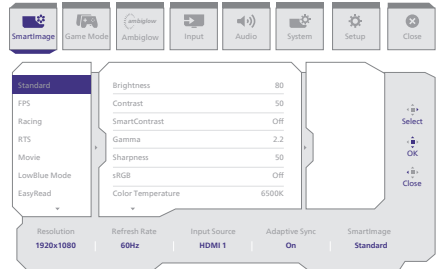 SmartImage
Game Mode
ambiglow
Ambiglow
Input
Audio
System
Setup
Close
Standard
FPS
Racing
RTS
Movie
LowBlue Mode
EasyRead
Brightness 80
Contrast 50
SmartContrast Off
Gamma 2.2
Sharpness 50
sRGB Off
Color Temperature 6500K
Select
OK
Close
Resolution Refresh Rate Input Source Adaptive Sync SmartImage
1920x1080 60Hz HDMI 1 On Standard